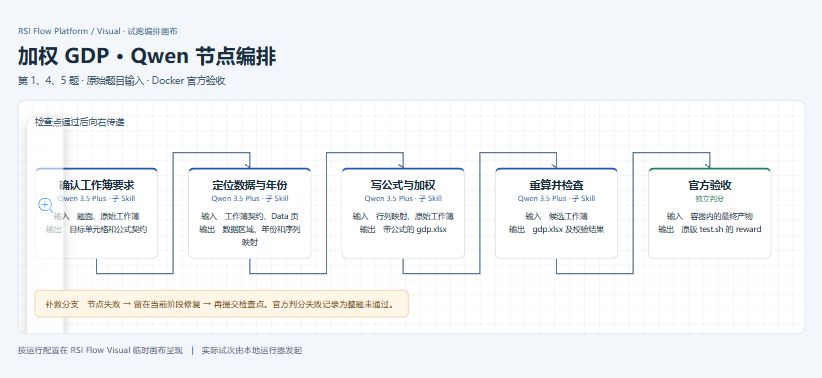 RSI Flow Platform / Visual · 试跑编排画布
加权 GDP · Qwen 节点编排
第 1、4、5 题 · 原始题目输入 · Docker 官方验收
检查点通过后向右传递
确认工作簿要求
Qwen 3.5 Plus · 子 Skill
输入 题面、原始工作簿
输出 目标单元格和公式契约
定位数据与年份
Qwen 3.5 Plus · 子 Skill
输入 工作簿契约、Data 页
输出 数据区域、年份和序列
映射
写公式与加权
Qwen 3.5 Plus · 子 Skill
输入 行列映射、原始工作簿
输出 带公式的 gdp.xlsx
重算并检查
Qwen 3.5 Plus · 子 Skill
输入 候选工作簿
输出 gdp.xlsx 及校验结果
官方验收
独立判分
输入 容器内的最终产物
输出 原版 test.sh 的 reward
补救分支 节点失败 → 留在当前阶段修复 → 再提交检查点。官方判分失败记录为整题未通过。
按运行配置在 RSI Flow Visual 临时画布呈现 | 实际试次由本地运行器发起